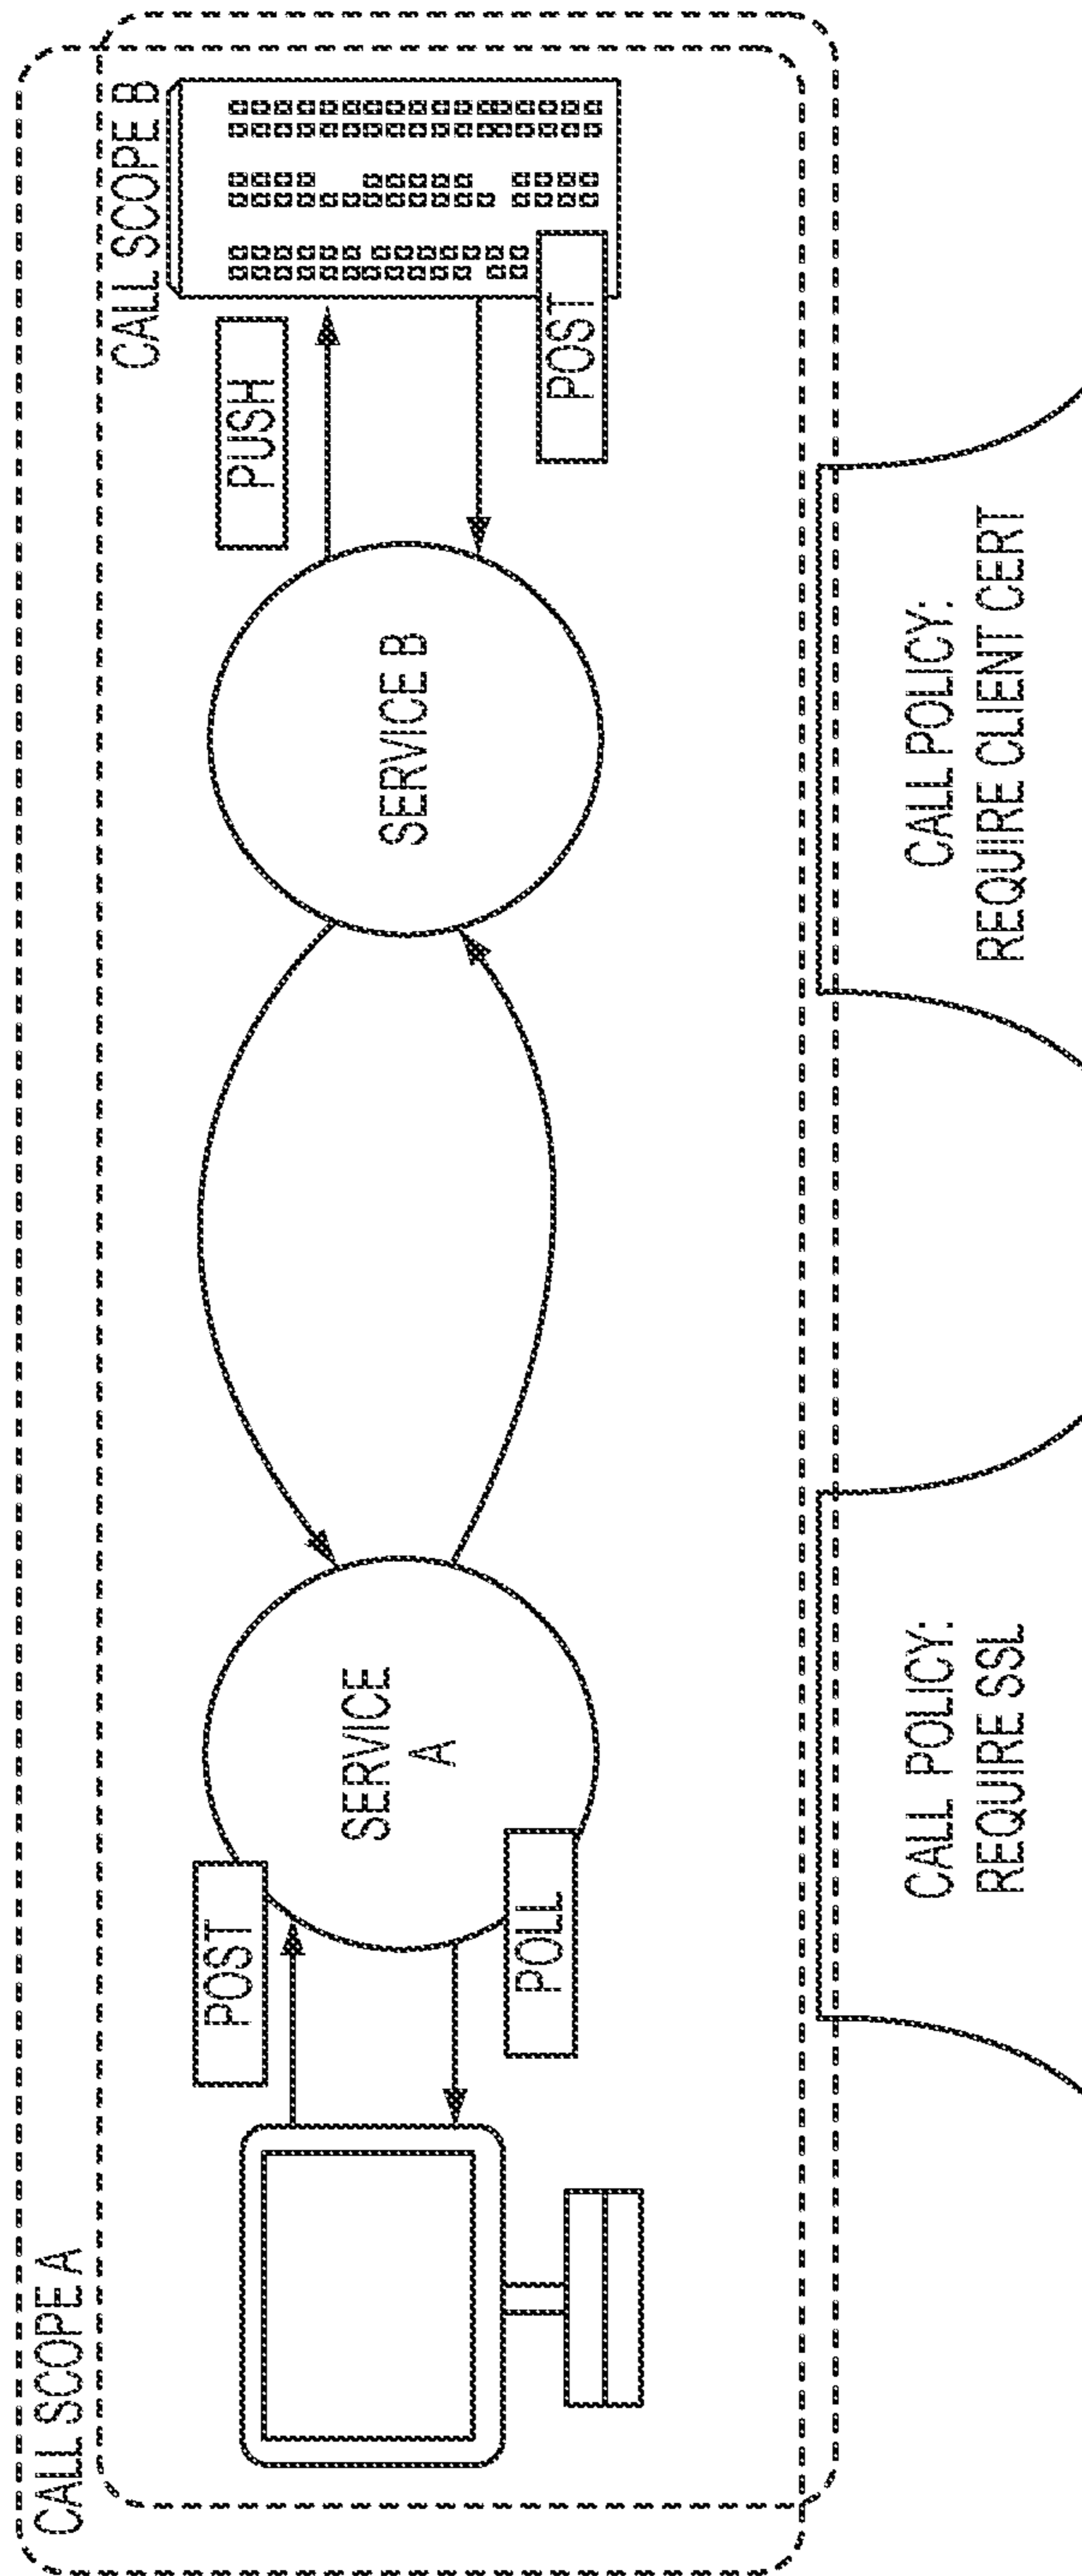 CALL SCOPE A
CALL SCOPE B
POST
PUSH
SERVICE
A
SERVICE B
POLL
POST
CALL POLICY:
REQUIRE SSL
CALL POLICY:
REQUIRE CLIENT CERT